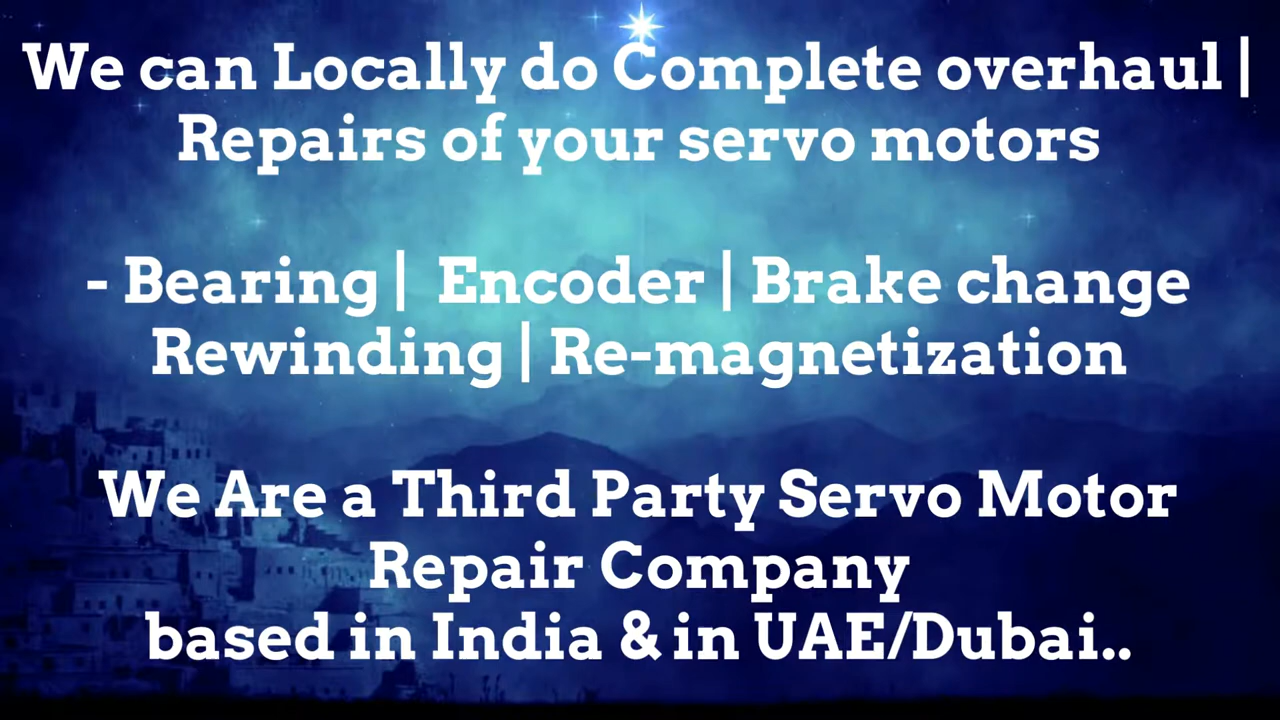 We can Locally do Complete overhaul |
Repairs of your servo motors
- Bearing |  Encoder | Brake change
Rewinding | Re-magnetization
We Are a Third Party Servo Motor
Repair Company
based in India & in UAE/Dubai..